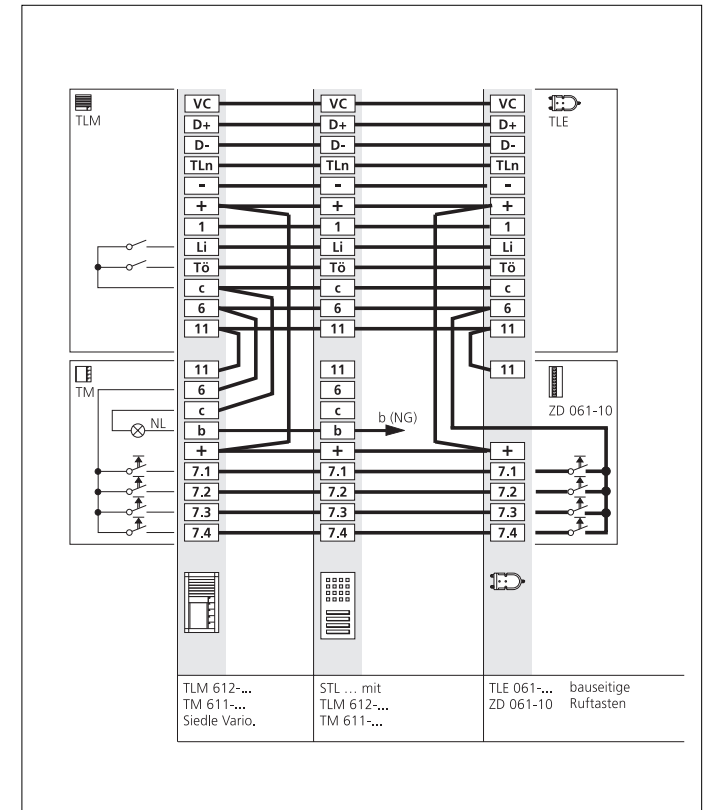 TLM VC VC VC TLE
D+ D+ D+
D- D- D-
TLn TLn TLn
- - -
+ + +
1 1 1
Li Li Li
Tö Tö Tö
c c c
6 6 6
11 11 11
TM 11 11 11 ZD 061-10
6 6
c c
NL b b b (NG)
+ + +
7.1 7.1 7.1
7.2 7.2 7.2
7.3 7.3 7.3
7.4 7.4 7.4
TLM 612-...
TM 611-...
Siedle Vario.
STL ... mit
TLM 612-...
TM 611-...
TLE 061-... bauseitige
ZD 061-10 Ruftasten